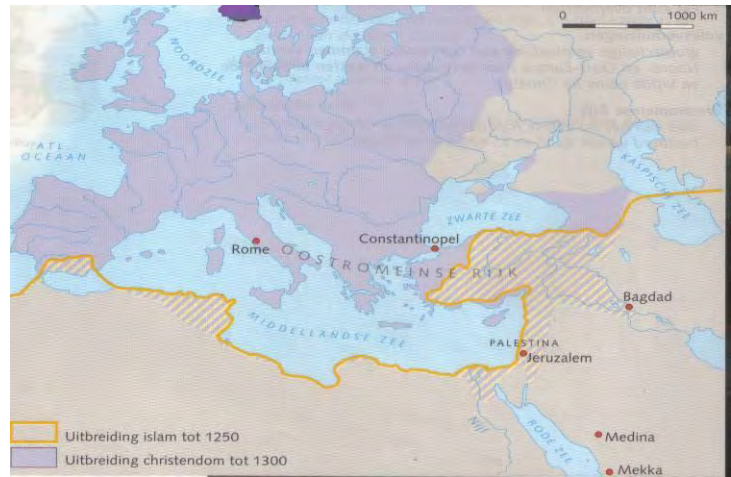 0 1000 km
NOORDZEE
ATL.
OCEAAN
KASPISCHE ZEE
ZWARTE ZEE
Constantinopel
Rome
OOSTROMEINSE RIJK
Bagdad
MIDDELLANDSE ZEE
PALESTINA
Jeruzalem
Nijl
RODE ZEE
Medina
Mekka
Uitbreiding islam tot 1250
Uitbreiding christendom tot 1300